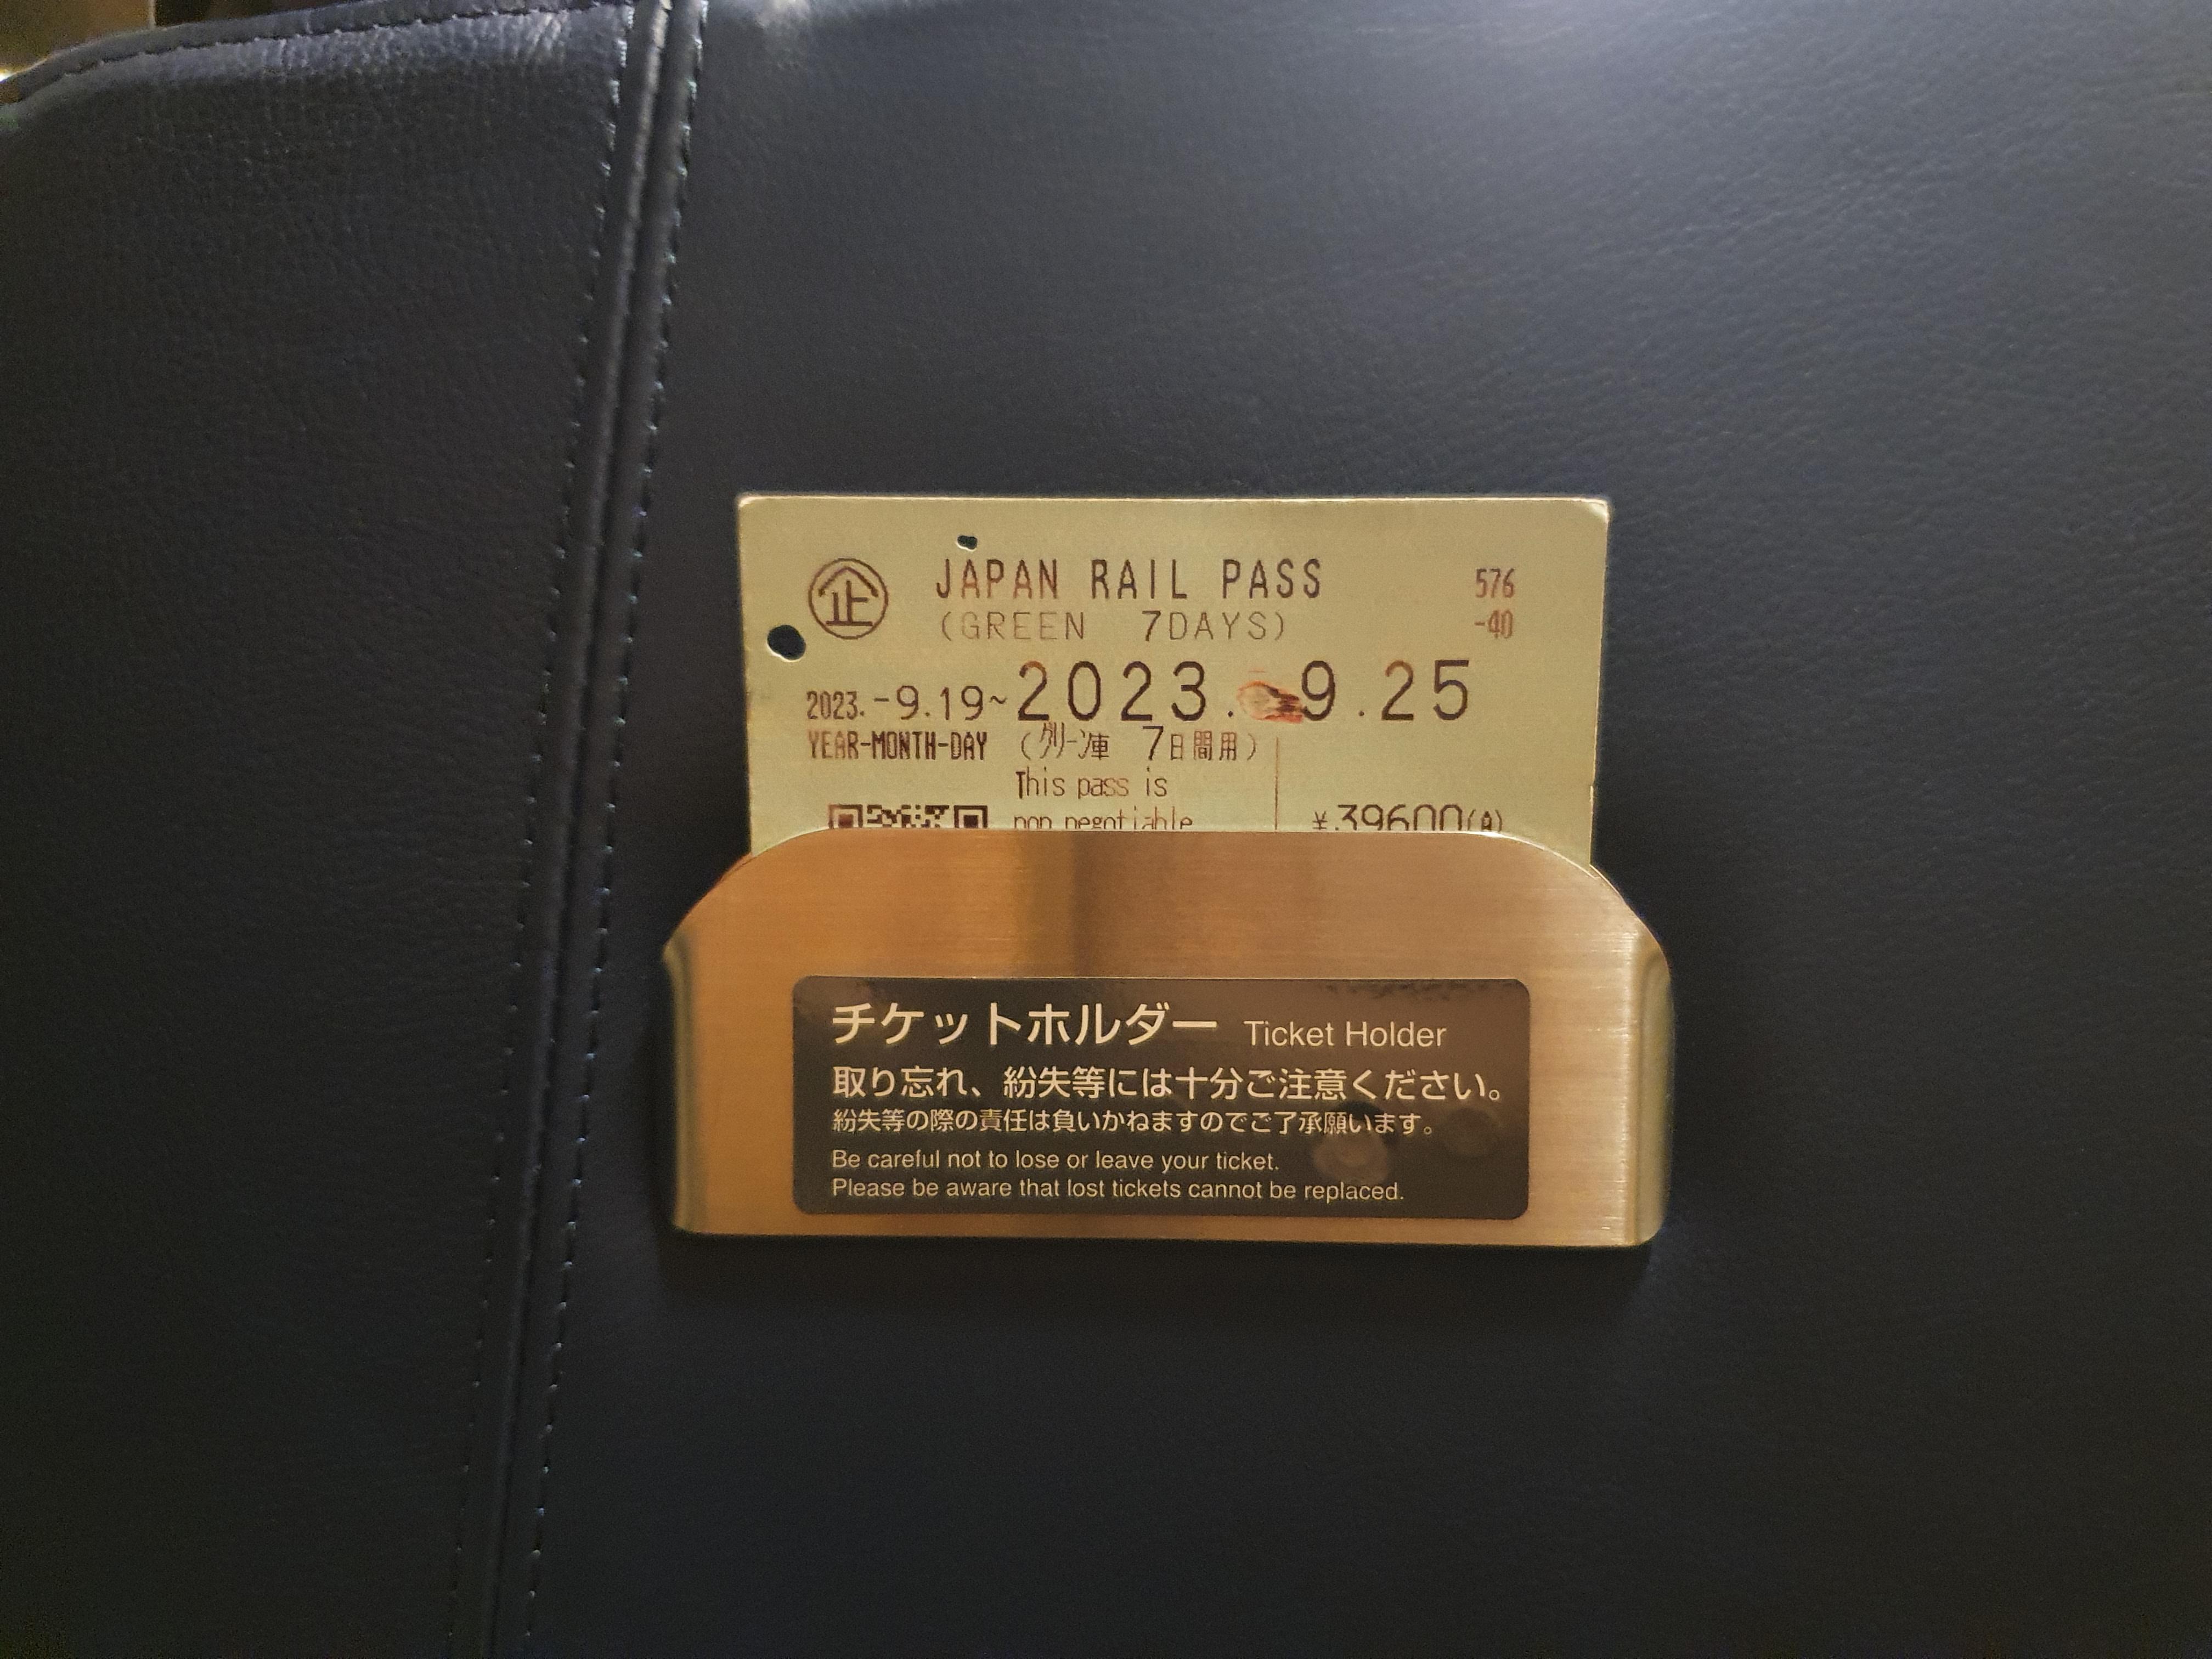 企 JAPAN RAIL PASS 576
(GREEN 7DAYS) -40
2023.-9.19~2023. 9.25
YEAR-MONTH-DAY (グリーン車 7日間用)
This pass is
non negotiable ¥39600(A)
チケットホルダー Ticket Holder
取り忘れ、紛失等には十分ご注意ください。
紛失等の際の責任は負いかねますのでご了承願います。
Be careful not to lose or leave your ticket.
Please be aware that lost tickets cannot be replaced.